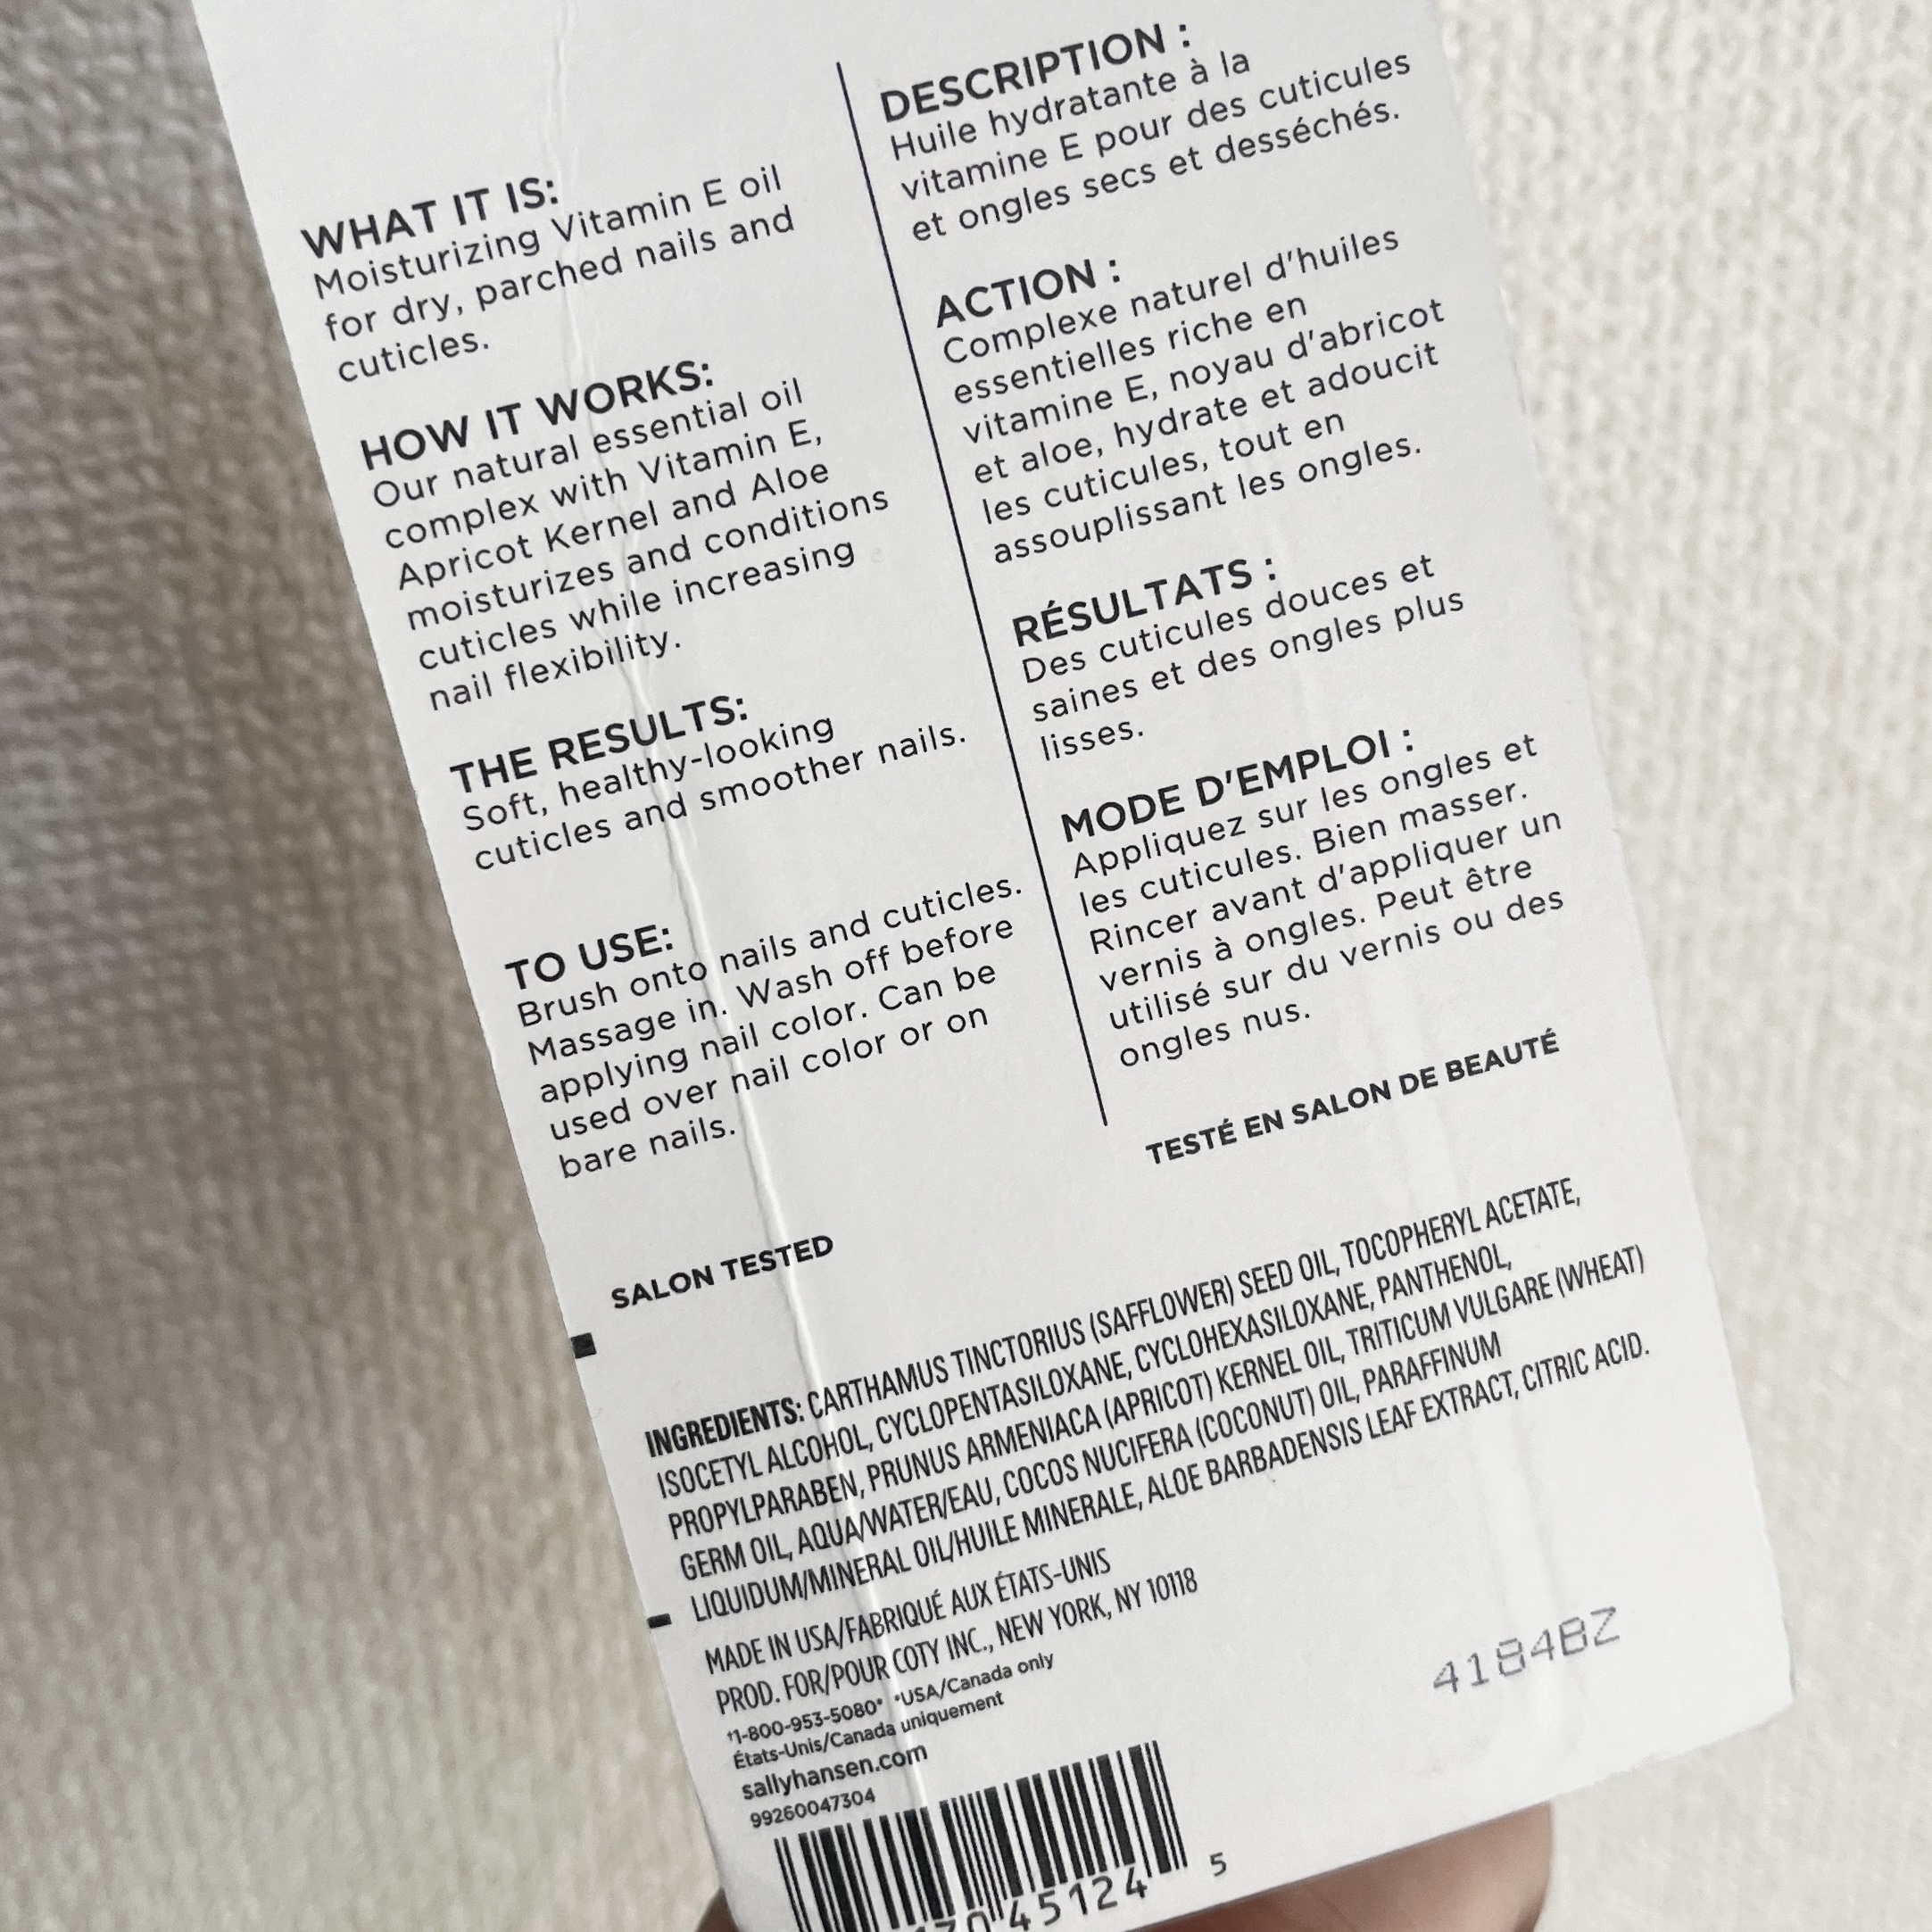 WHAT IT IS:
Moisturizing Vitamin E oil
for dry, parched nails and
cuticles.
HOW IT WORKS:
Our natural essential oil
complex with Vitamin E,
Apricot Kernel and Aloe
moisturizes and conditions
cuticles while increasing
nail flexibility.
THE RESULTS:
Soft, healthy-looking
cuticles and smoother nails.
TO USE:
Brush onto nails and cuticles.
Massage in. Wash off before
applying nail color. Can be
used over nail color or on
bare nails.
SALON TESTED
DESCRIPTION :
Huile hydratante à la
vitamine E pour des cuticules
et ongles secs et desséchés.
ACTION :
Complexe naturel d'huiles
essentielles riche en
vitamine E, noyau d'abricot
et aloe, hydrate et adoucit
les cuticules, tout en
assouplissant les ongles.
RÉSULTATS :
Des cuticules douces et
saines et des ongles plus
lisses.
MODE D'EMPLOI :
Appliquez sur les ongles et
les cuticules. Bien masser.
Rincer avant d'appliquer un
vernis à ongles. Peut être
utilisé sur du vernis ou des
ongles nus.
TESTÉ EN SALON DE BEAUTÉ
INGREDIENTS: CARTHAMUS TINCTORIUS (SAFFLOWER) SEED OIL, TOCOPHERYL ACETATE,
ISOCETYL ALCOHOL, CYCLOPENTASILOXANE, CYCLOHEXASILOXANE, PANTHENOL,
PROPYLPARABEN, PRUNUS ARMENIACA (APRICOT) KERNEL OIL, TRITICUM VULGARE (WHEAT)
GERM OIL, AQUA/WATER/EAU, COCOS NUCIFERA (COCONUT) OIL, PARAFFINUM
LIQUIDUM/MINERAL OIL/HUILE MINERALE, ALOE BARBADENSIS LEAF EXTRACT, CITRIC ACID.
MADE IN USA/FABRIQUÉ AUX ÉTATS-UNIS
PROD. FOR/POUR COTY INC., NEW YORK, NY 10118
*1-800-953-5080* *USA/Canada only
États-Unis/Canada uniquement
sallyhansen.com
99260047304
4184BZ
45124 5